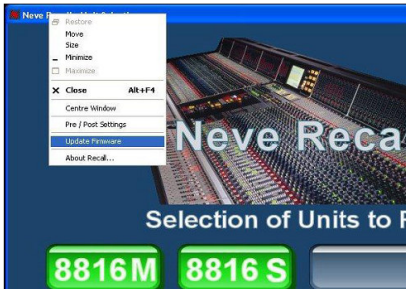 Neve
Restore
Move
Size
Minimize
Maximize
Close Alt+F4
Centre Window
Pre / Post Settings
Update Firmware
About Recall...
Neve Reca
Selection of Units to
8816M 8816 S